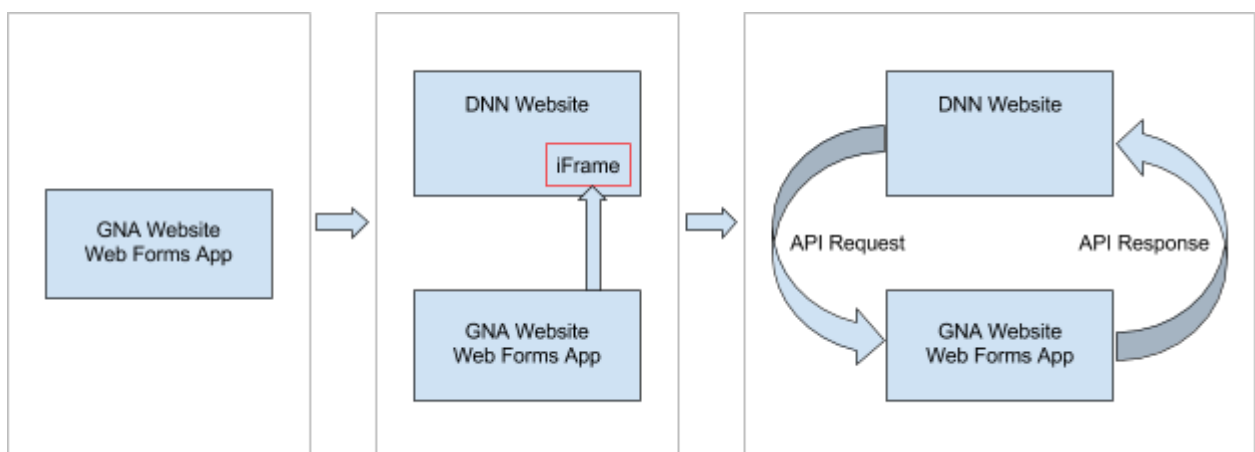 GNA Website
Web Forms App
DNN Website
iFrame
GNA Website
Web Forms App
DNN Website
API Request
API Response
GNA Website
Web Forms App